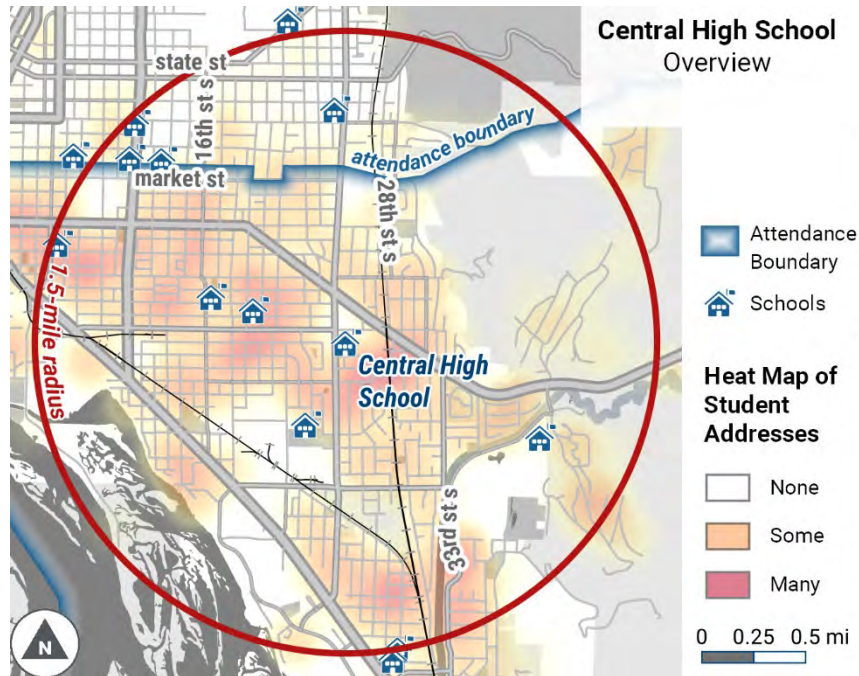 Central High School
Overview
state st
16th st s
attendance boundary
market st
28th st s
1.5-mile radius
Central High
School
33rd st s
N
Attendance
Boundary
Schools
Heat Map of
Student
Addresses
None
Some
Many
0 0.25 0.5 mi